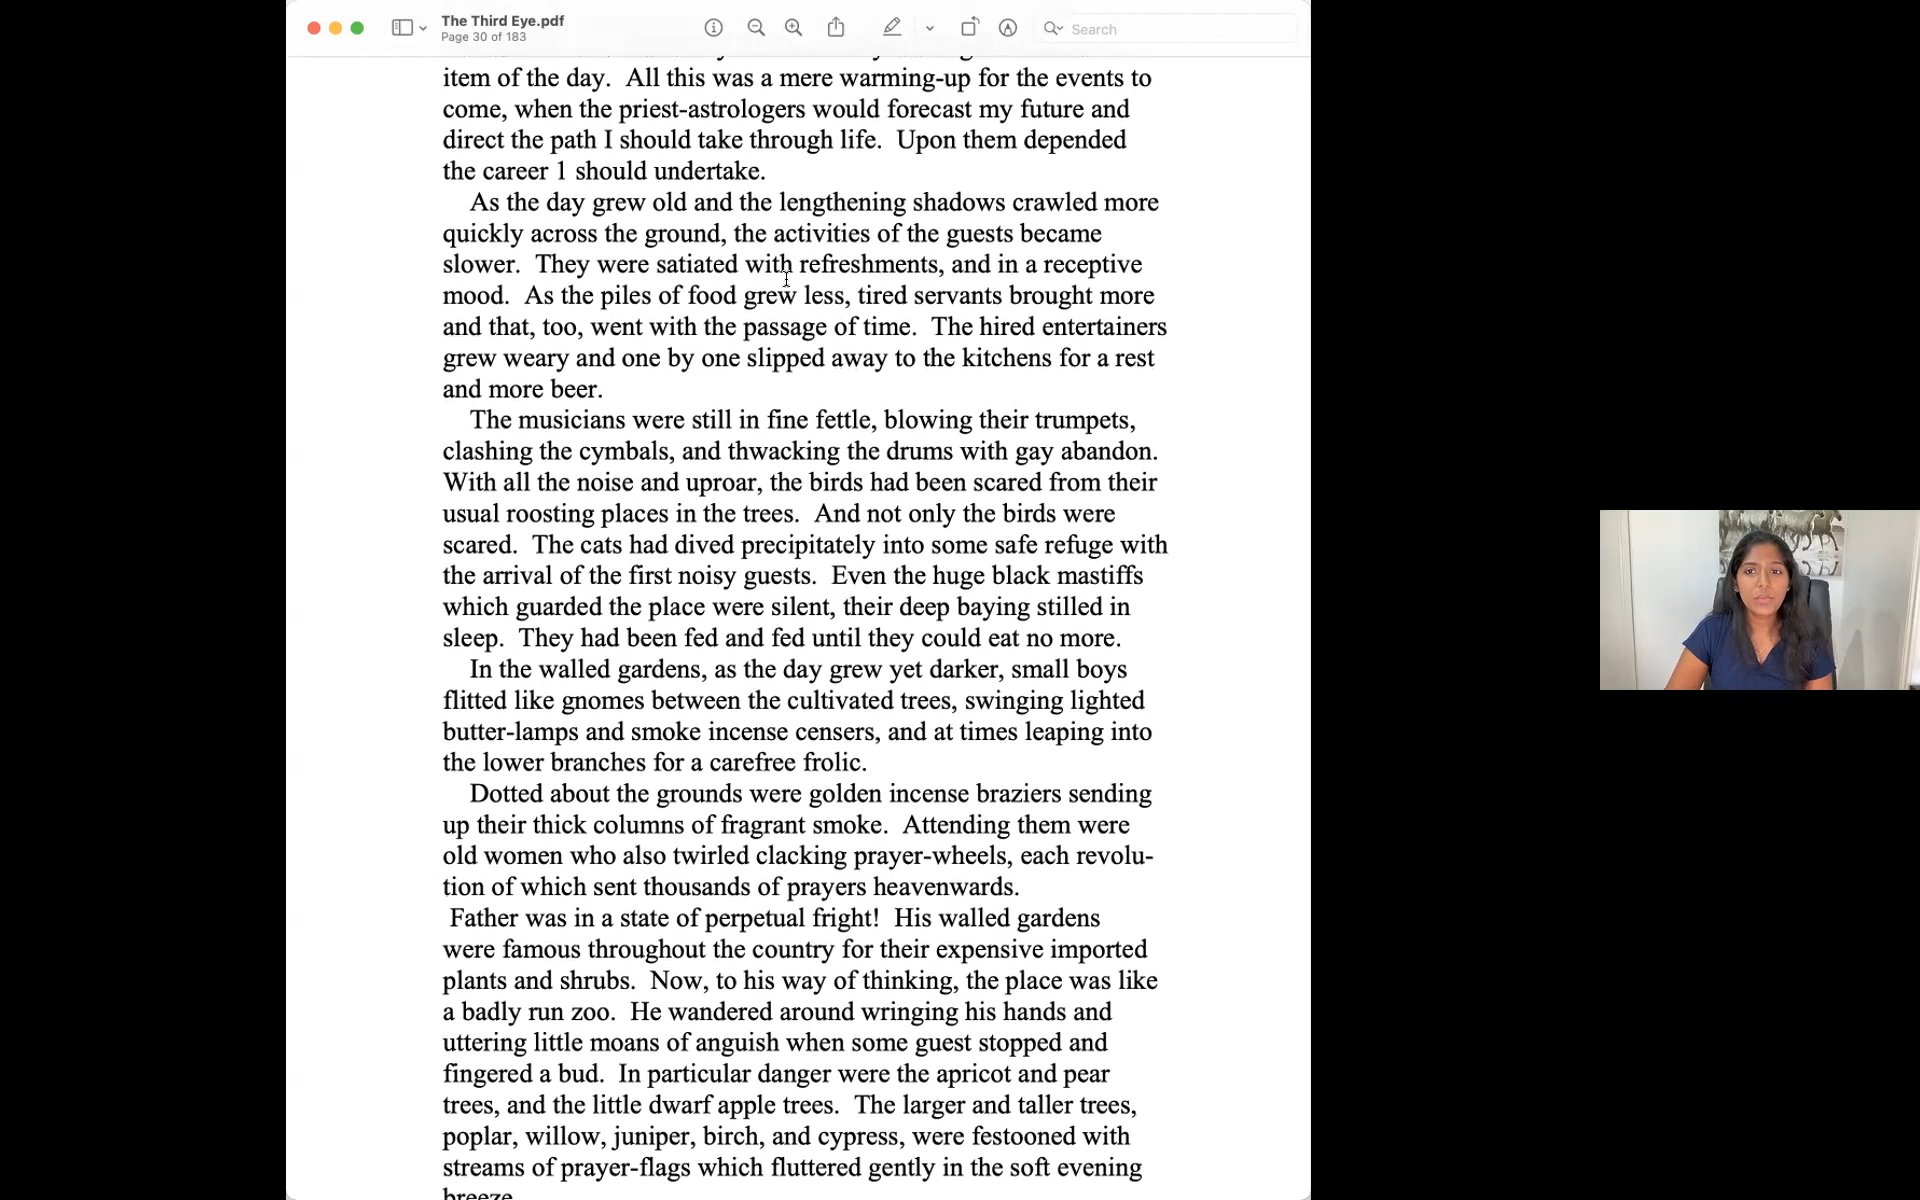 The Third Eye.pdf
Page 30 of 183
Search
item of the day.  All this was a mere warming-up for the events to
come, when the priest-astrologers would forecast my future and
direct the path I should take through life.  Upon them depended
the career 1 should undertake.
As the day grew old and the lengthening shadows crawled more
quickly across the ground, the activities of the guests became
slower.  They were satiated with refreshments, and in a receptive
mood.  As the piles of food grew less, tired servants brought more
and that, too, went with the passage of time.  The hired entertainers
grew weary and one by one slipped away to the kitchens for a rest
and more beer.
The musicians were still in fine fettle, blowing their trumpets,
clashing the cymbals, and thwacking the drums with gay abandon.
With all the noise and uproar, the birds had been scared from their
usual roosting places in the trees.  And not only the birds were
scared.  The cats had dived precipitately into some safe refuge with
the arrival of the first noisy guests.  Even the huge black mastiffs
which guarded the place were silent, their deep baying stilled in
sleep.  They had been fed and fed until they could eat no more.
In the walled gardens, as the day grew yet darker, small boys
flitted like gnomes between the cultivated trees, swinging lighted
butter-lamps and smoke incense censers, and at times leaping into
the lower branches for a carefree frolic.
Dotted about the grounds were golden incense braziers sending
up their thick columns of fragrant smoke.  Attending them were
old women who also twirled clacking prayer-wheels, each revolu-
tion of which sent thousands of prayers heavenwards.
Father was in a state of perpetual fright!  His walled gardens
were famous throughout the country for their expensive imported
plants and shrubs.  Now, to his way of thinking, the place was like
a badly run zoo.  He wandered around wringing his hands and
uttering little moans of anguish when some guest stopped and
fingered a bud.  In particular danger were the apricot and pear
trees, and the little dwarf apple trees.  The larger and taller trees,
poplar, willow, juniper, birch, and cypress, were festooned with
streams of prayer-flags which fluttered gently in the soft evening
breeze.